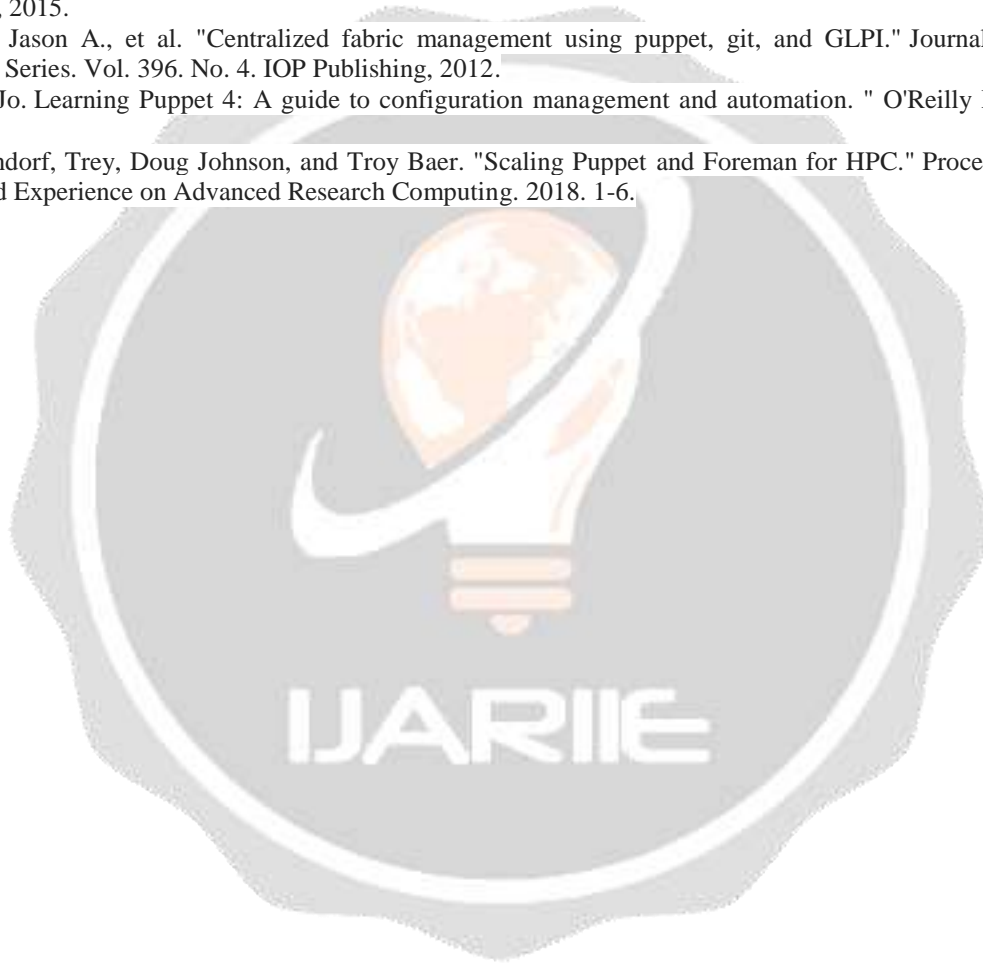 , 2015.
Jason A., et al. "Centralized fabric management using puppet, git, and GLPI." Journal
Series. Vol. 396. No. 4. IOP Publishing, 2012.
Jo. Learning Puppet 4: A guide to configuration management and automation. " O'Reilly
ndorf, Trey, Doug Johnson, and Troy Baer. "Scaling Puppet and Foreman for HPC." Proce
d Experience on Advanced Research Computing. 2018. 1-6.
IJARIIE